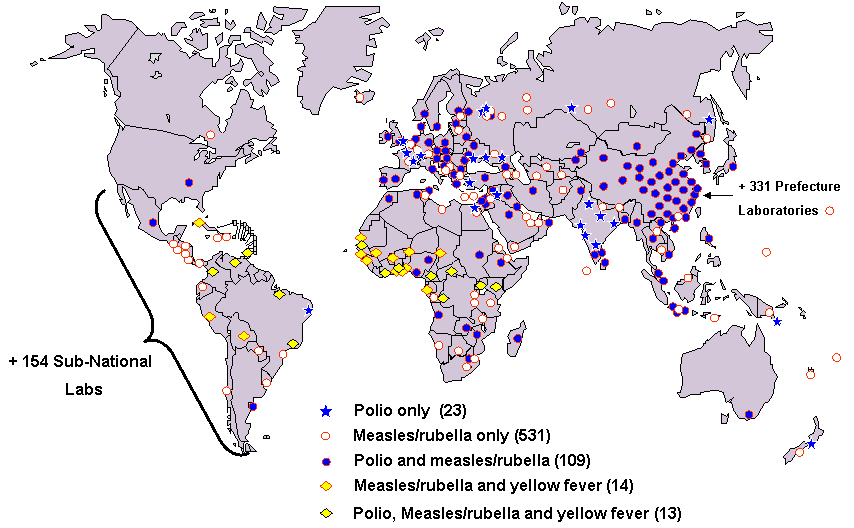 + 331 Prefecture
Laboratories
+ 154 Sub-National
Labs
Polio only (23)
Measles/rubella only (531)
Polio and measles/rubella (109)
Measles/rubella and yellow fever (14)
Polio, Measles/rubella and yellow fever (13)